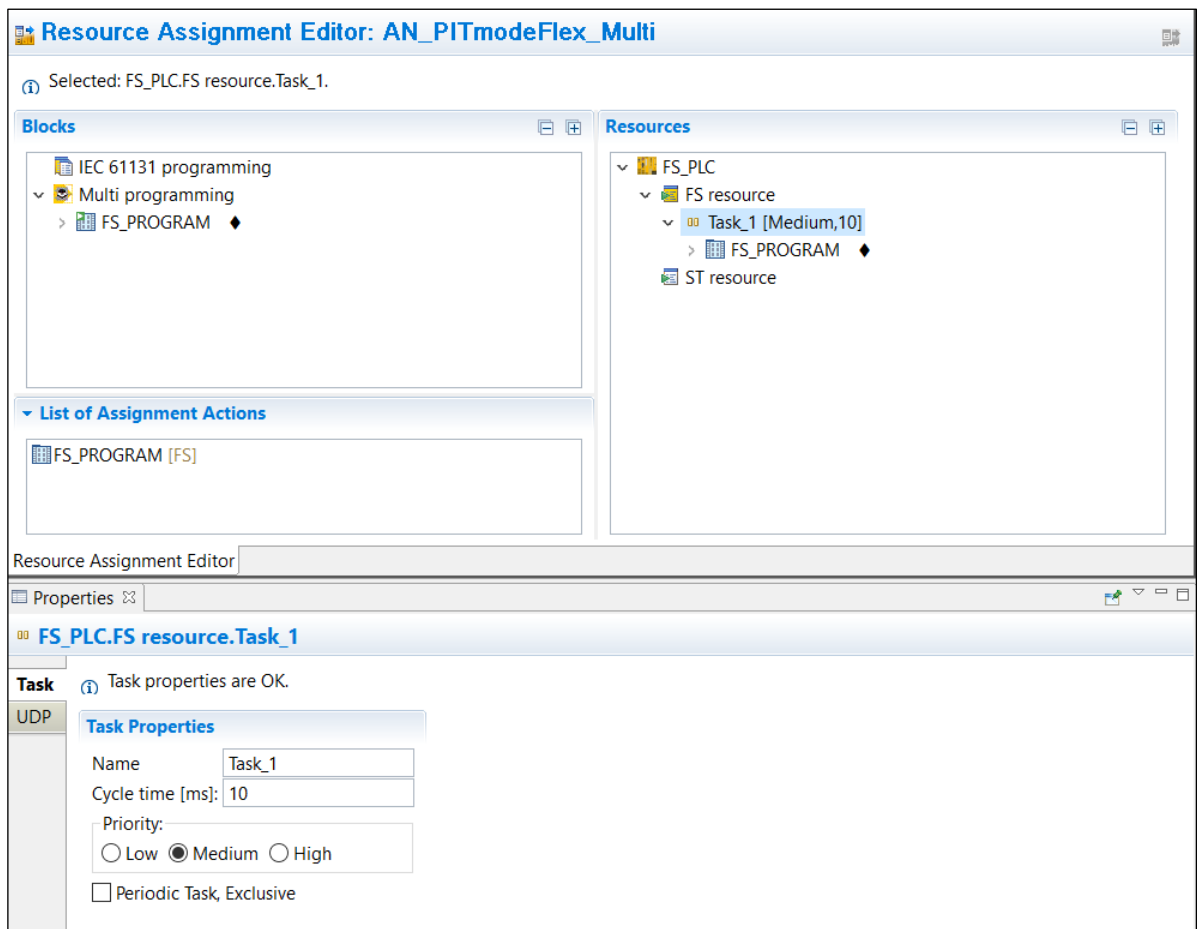 Resource Assignment Editor: AN_PITmodeFlex_Multi
Selected: FS_PLC.FS resource.Task_1.
Blocks
IEC 61131 programming
Multi programming
FS_PROGRAM
List of Assignment Actions
FS_PROGRAM [FS]
Resources
FS_PLC
FS resource
Task_1 [Medium,10]
FS_PROGRAM
ST resource
Resource Assignment Editor
Properties
FS_PLC.FS resource.Task_1
Task
UDP
Task properties are OK.
Task Properties
Name Task_1
Cycle time [ms]: 10
Priority:
Low Medium High
Periodic Task, Exclusive